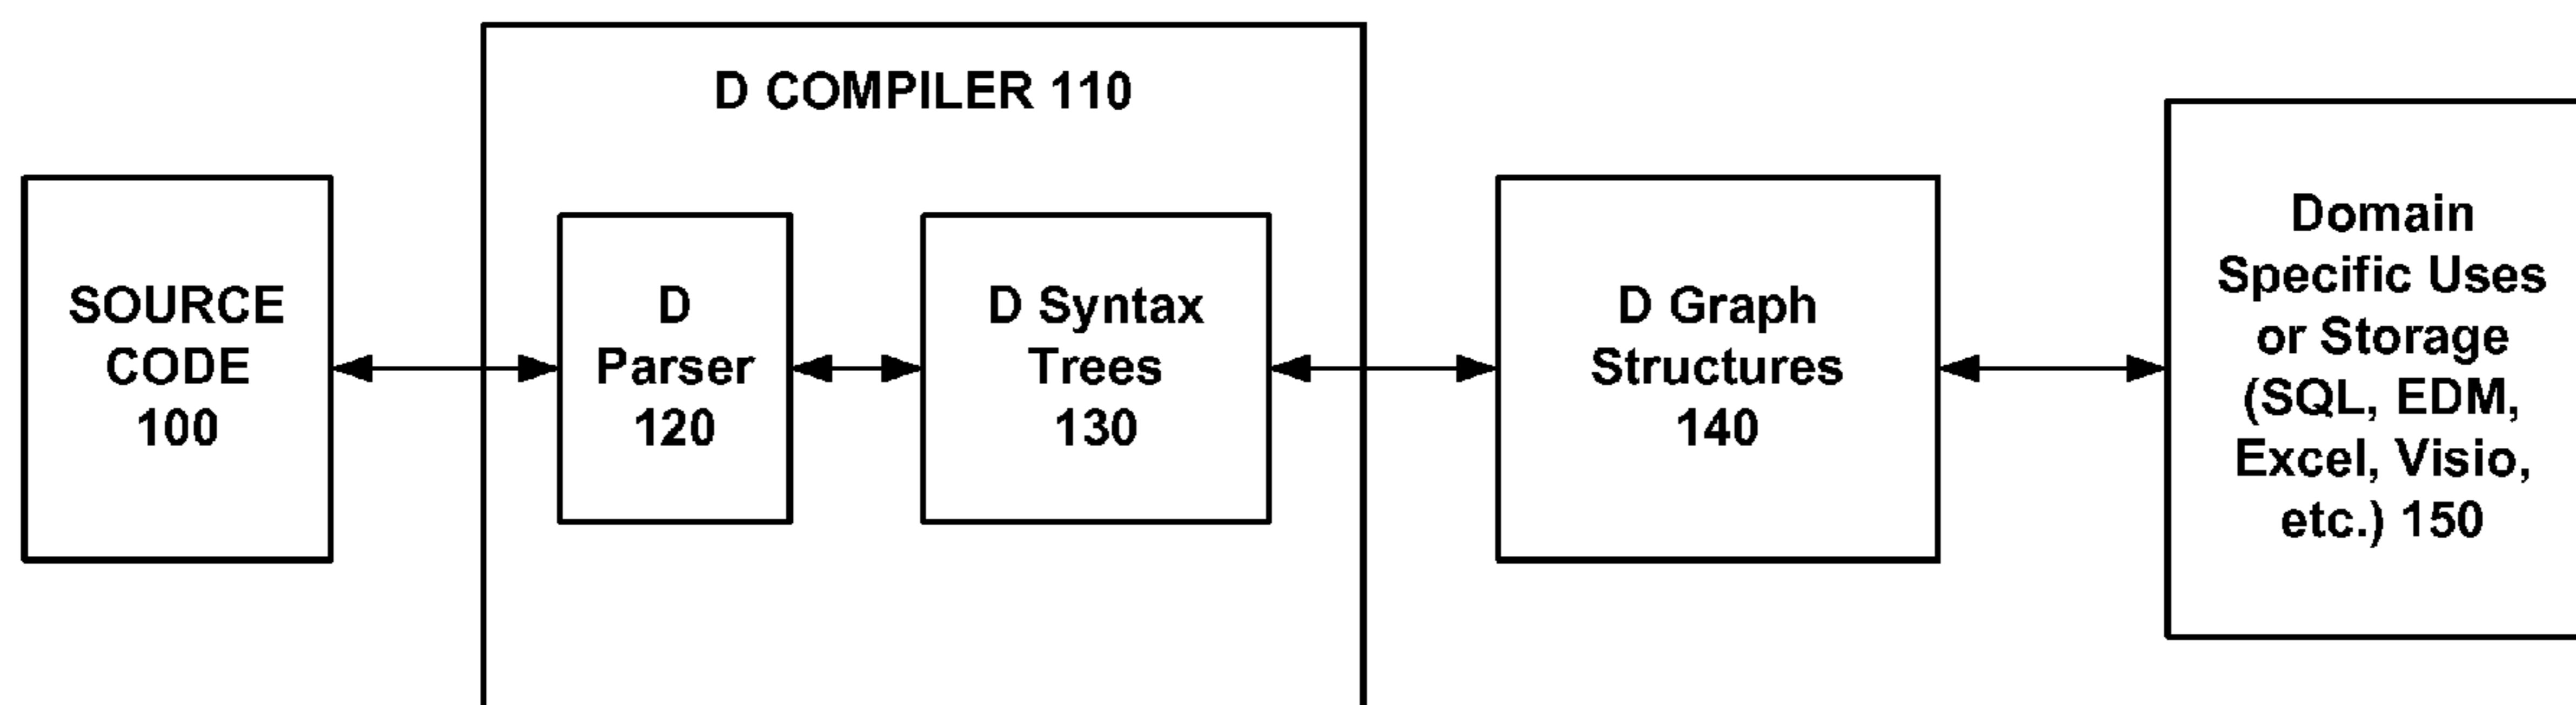 D COMPILER 110
SOURCE
CODE
100
D
Parser
120
D Syntax
Trees
130
D Graph
Structures
140
Domain
Specific Uses
or Storage
(SQL, EDM,
Excel, Visio,
etc.) 150